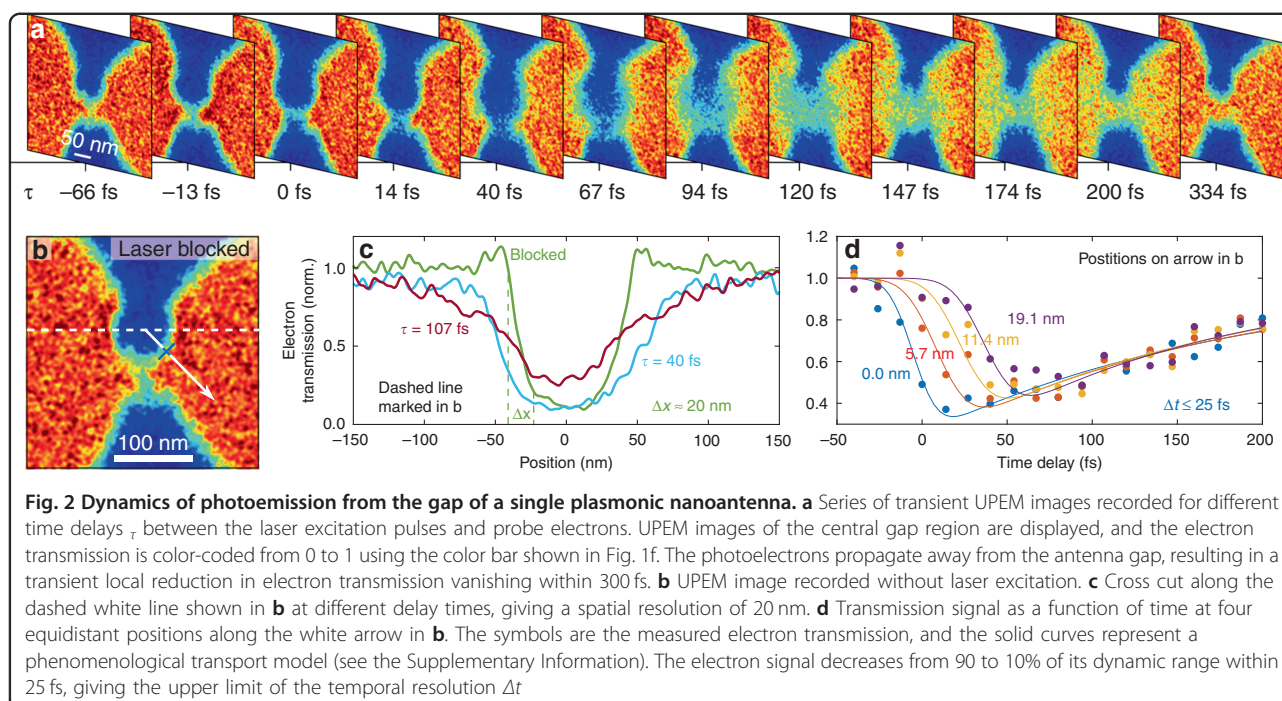 a
50 nm
τ −66 fs −13 fs 0 fs 14 fs 40 fs 67 fs 94 fs 120 fs 147 fs 174 fs 200 fs 334 fs
b Laser blocked
100 nm
c
Electron
transmission (norm.)
1.0
0.5
0.0
Blocked
τ = 107 fs
τ = 40 fs
Dashed line
marked in b
Δx
Δx ≈ 20 nm
−150 −100 −50 0 50 100 150
Position (nm)
d
1.2
1.0
0.8
0.6
0.4
Postitions on arrow in b
19.1 nm
11.4 nm
5.7 nm
0.0 nm
Δt ≤ 25 fs
−50 0 50 100 150 200
Time delay (fs)
Fig. 2 Dynamics of photoemission from the gap of a single plasmonic nanoantenna. a Series of transient UPEM images recorded for different
time delays τ between the laser excitation pulses and probe electrons. UPEM images of the central gap region are displayed, and the electron
transmission is color-coded from 0 to 1 using the color bar shown in Fig. 1f. The photoelectrons propagate away from the antenna gap, resulting in a
transient local reduction in electron transmission vanishing within 300 fs. b UPEM image recorded without laser excitation. c Cross cut along the
dashed white line shown in b at different delay times, giving a spatial resolution of 20 nm. d Transmission signal as a function of time at four
equidistant positions along the white arrow in b. The symbols are the measured electron transmission, and the solid curves represent a
phenomenological transport model (see the Supplementary Information). The electron signal decreases from 90 to 10% of its dynamic range within
25 fs, giving the upper limit of the temporal resolution Δt